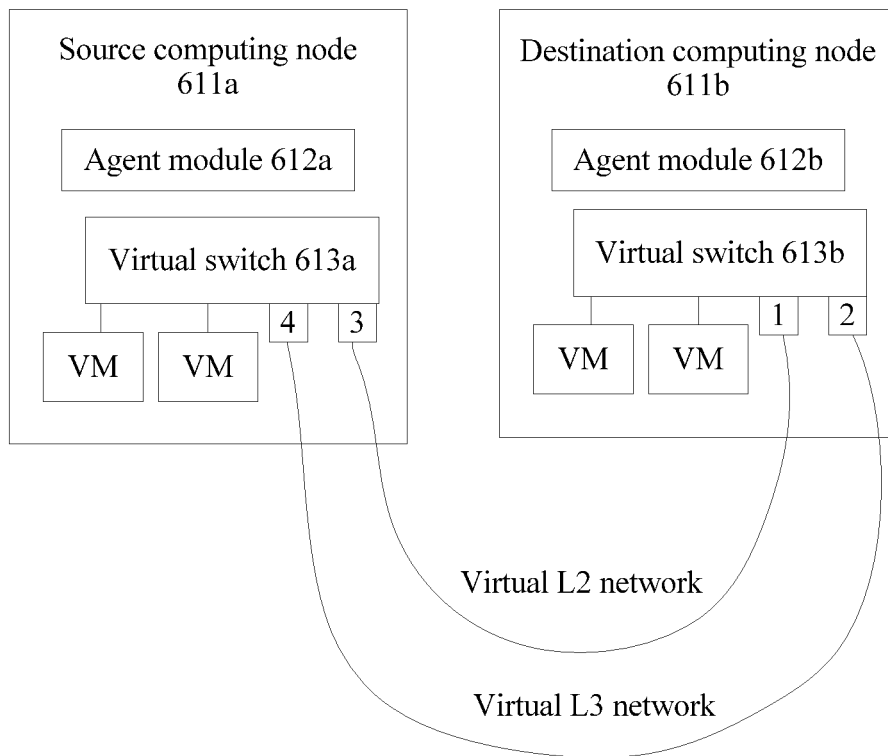 Source computing node
611a
Agent module 612a
Virtual switch 613a
4
3
VM
VM
Destination computing node
611b
Agent module 612b
Virtual switch 613b
1
2
VM
VM
Virtual L2 network
Virtual L3 network